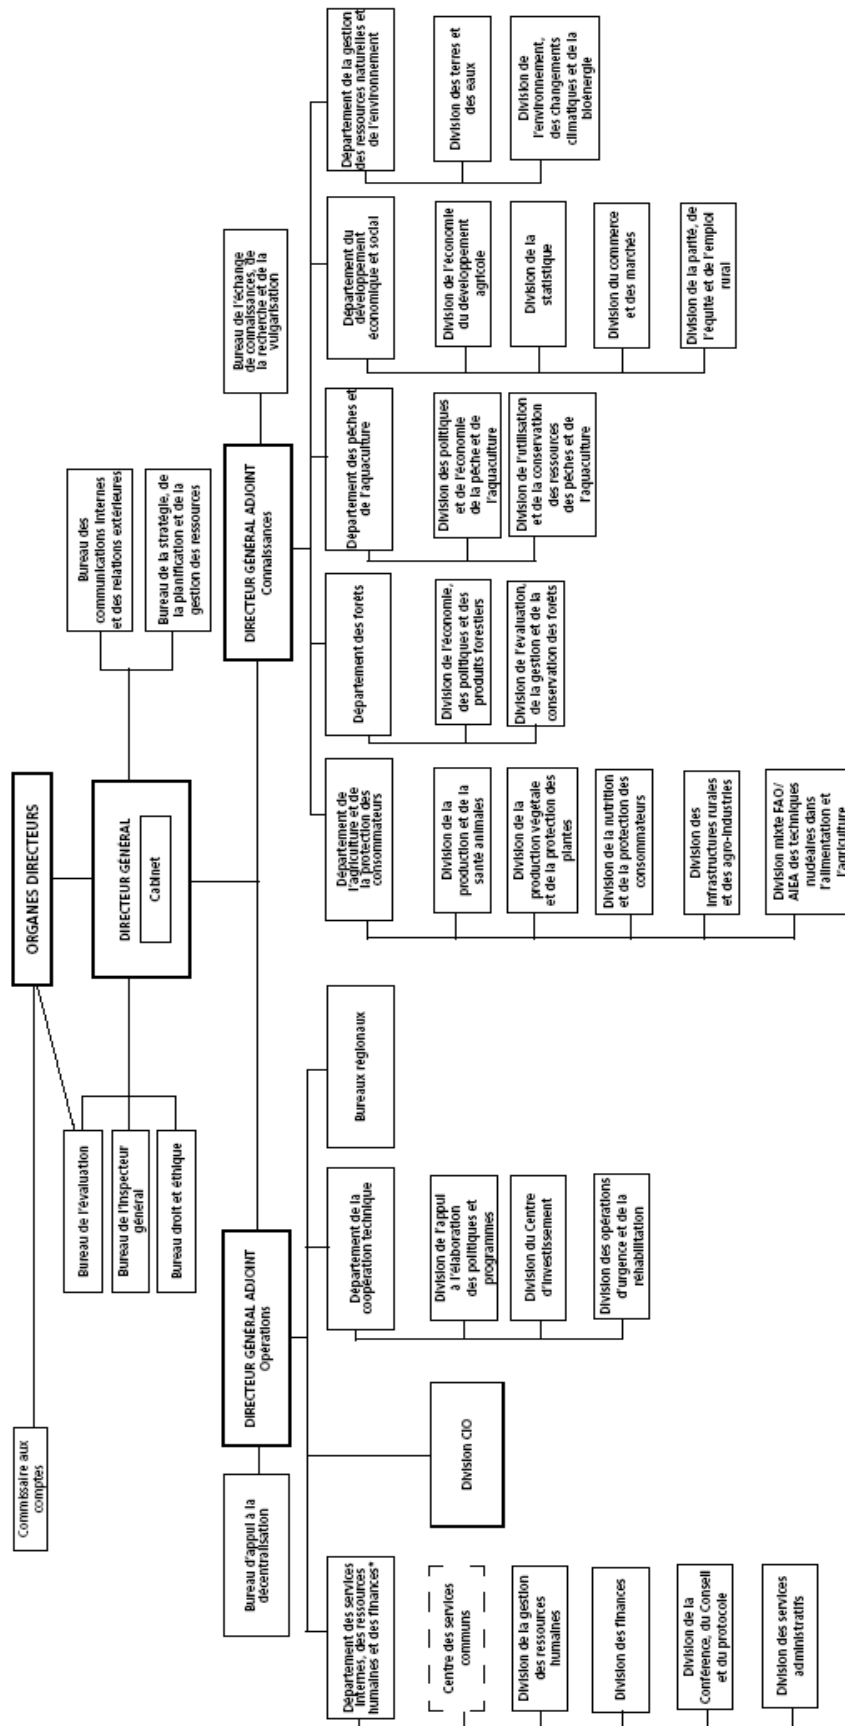 ORGANES DIRECTEURS
Commissaire aux
comptes
DIRECTEUR GÉNÉRAL
Cabinet
Bureau de l'évaluation
Bureau de l'Inspecteur
général
Bureau droit et éthique
Bureau des
communications internes
et des relations extérieures
Bureau de la stratégie, de
la planification et de la
gestion des ressources
Bureau d'appui à la
décentralisation
DIRECTEUR GÉNÉRAL ADJOINT
Opérations
DIRECTEUR GÉNÉRAL ADJOINT
Connaissances
Bureau de l'échange
de connaissances, de
la recherche et de la
vulgarisation
Département des services
internes, des ressources
humaines et des finances*
Centre des services
communs
Division de la gestion
des ressources
humaines
Division des finances
Division de la
Conférence, du Conseil
et du protocole
Division des services
administratifs
Division CIO
Département de la
coopération technique
Division de l'appui
à l'élaboration
des politiques et
programmes
Division du Centre
d'investissement
Division des opérations
d'urgence et de la
réhabilitation
Bureaux régionaux
Département de
l'agriculture et de
la protection des
consommateurs
Division de la
production et de la
santé animales
Division de la
production végétale
et de la protection des
plantes
Division de la nutrition
et de la protection des
consommateurs
Division des
infrastructures rurales
et des agro-industries
Division mixte FAO/
AIEA des techniques
nucléaires dans
l'alimentation et
l'agriculture
Département des forêts
Division de l'économie,
des politiques et des
produits forestiers
Division de l'évaluation,
de la gestion et de la
conservation des forêts
Département des pêches et
de l'aquaculture
Division des politiques
et de l'économie
de la pêche et de
l'aquaculture
Division de l'utilisation
et de la conservation
des ressources
des pêches et de
l'aquaculture
Département du
développement
économique et social
Division de l'économie
du développement
agricole
Division de la
statistique
Division du commerce
et des marchés
Division de la parité, de
l'équité et de l'emploi
rural
Département de la gestion
des ressources naturelles et
de l'environnement
Division des terres et
des eaux
Division de
l'environnement,
des changements
climatiques et de la
bioénergie